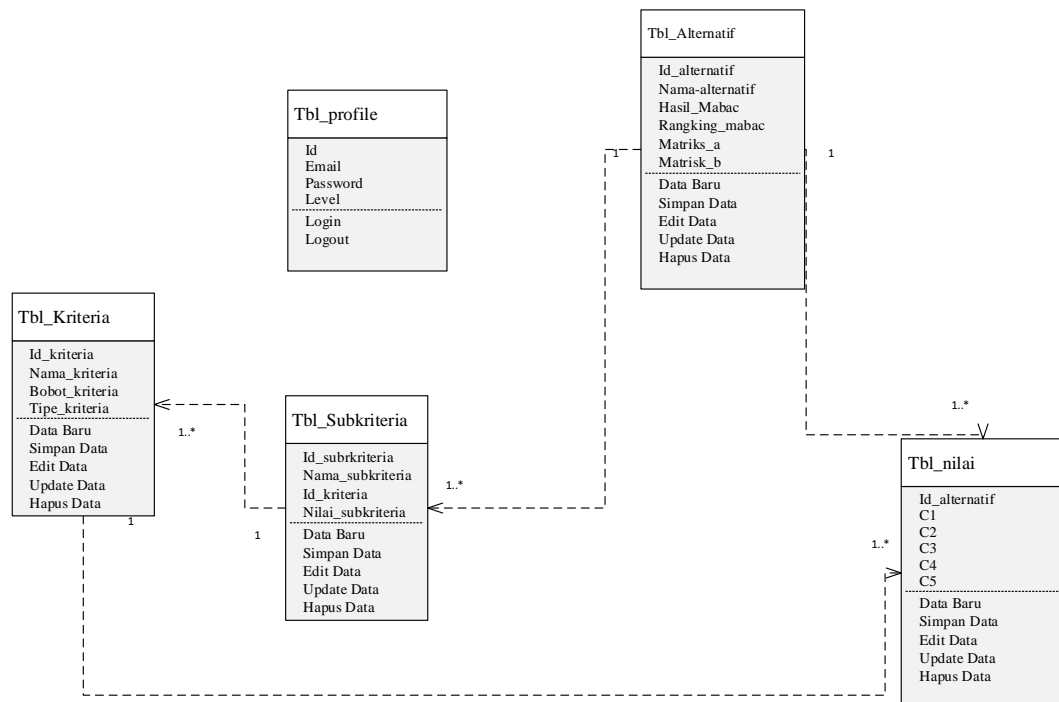 Tbl_Alternatif
Id_alternatif
Nama-alternatif
Hasil_Mabac
Rangking_mabac
Matriks_a
Matrisk_b
Data Baru
Simpan Data
Edit Data
Update Data
Hapus Data
Tbl_profile
Id
Email
Password
Level
Login
Logout
1
1
Tbl_Kriteria
Id_kriteria
Nama_kriteria
Bobot_kriteria
Tipe_kriteria
Data Baru
Simpan Data
Edit Data
Update Data
Hapus Data
1..*
1
1
Tbl_Subkriteria
Id_subrkriteria
Nama_subkriteria
Id_kriteria
Nilai_subkriteria
Data Baru
Simpan Data
Edit Data
Update Data
Hapus Data
1..*
1..*
1..*
Tbl_nilai
Id_alternatif
C1
C2
C3
C4
C5
Data Baru
Simpan Data
Edit Data
Update Data
Hapus Data